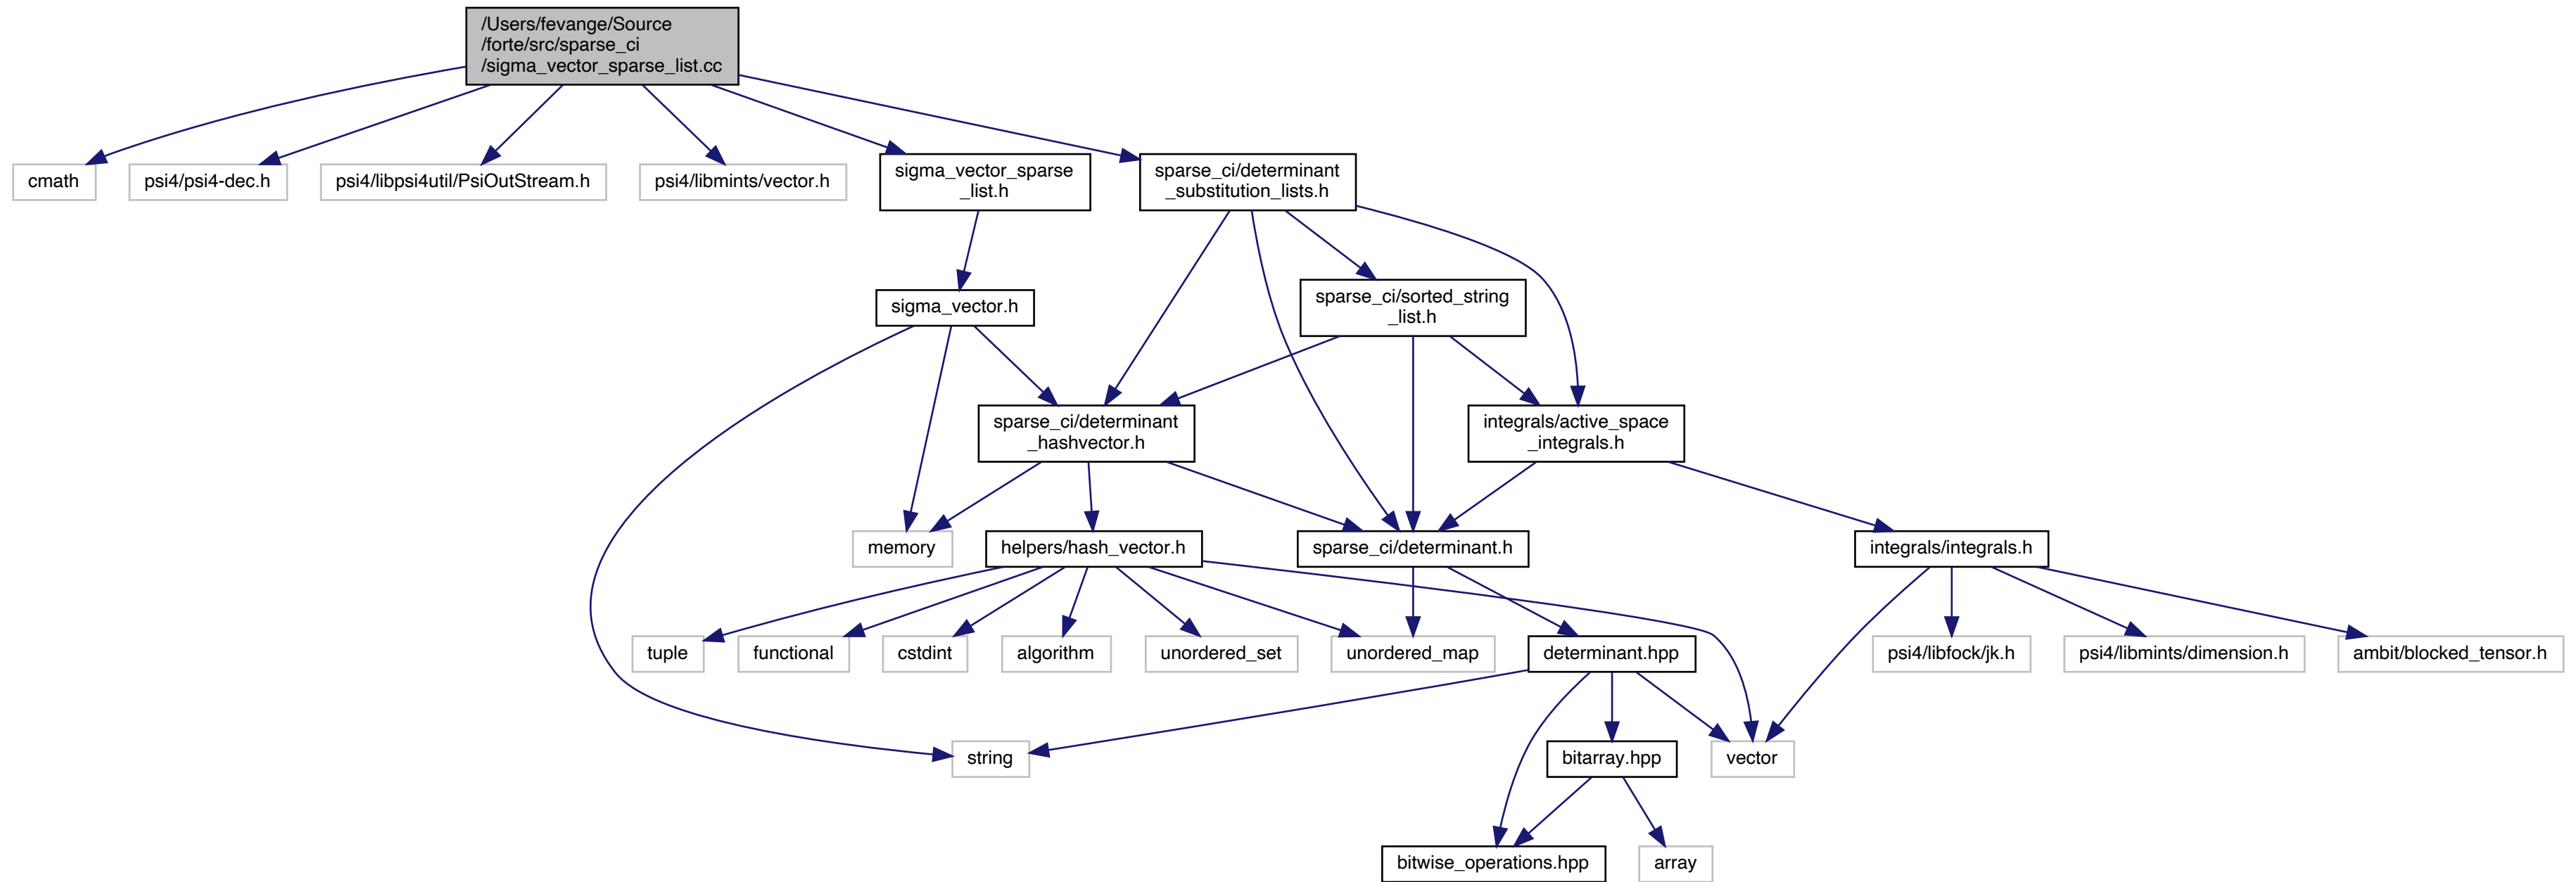 /Users/fevange/Source
/forte/src/sparse_ci
/sigma_vector_sparse_list.cc
cmath
psi4/psi4-dec.h
psi4/libpsi4util/PsiOutStream.h
psi4/libmints/vector.h
sigma_vector_sparse
_list.h
sparse_ci/determinant
_substitution_lists.h
sigma_vector.h
sparse_ci/sorted_string
_list.h
sparse_ci/determinant
_hashvector.h
integrals/active_space
_integrals.h
memory
helpers/hash_vector.h
sparse_ci/determinant.h
integrals/integrals.h
tuple
functional
cstdint
algorithm
unordered_set
unordered_map
determinant.hpp
psi4/libfock/jk.h
psi4/libmints/dimension.h
ambit/blocked_tensor.h
string
bitarray.hpp
vector
bitwise_operations.hpp
array